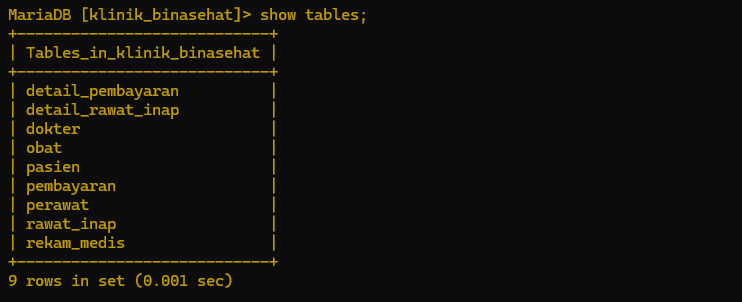 MariaDB [klinik_binasehat]> show tables;
+---------------------------+
| Tables_in_klinik_binasehat |
+---------------------------+
| detail_pembayaran          |
| detail_rawat_inap          |
| dokter                     |
| obat                       |
| pasien                     |
| pembayaran                 |
| perawat                    |
| rawat_inap                 |
| rekam_medis                |
+---------------------------+
9 rows in set (0.001 sec)